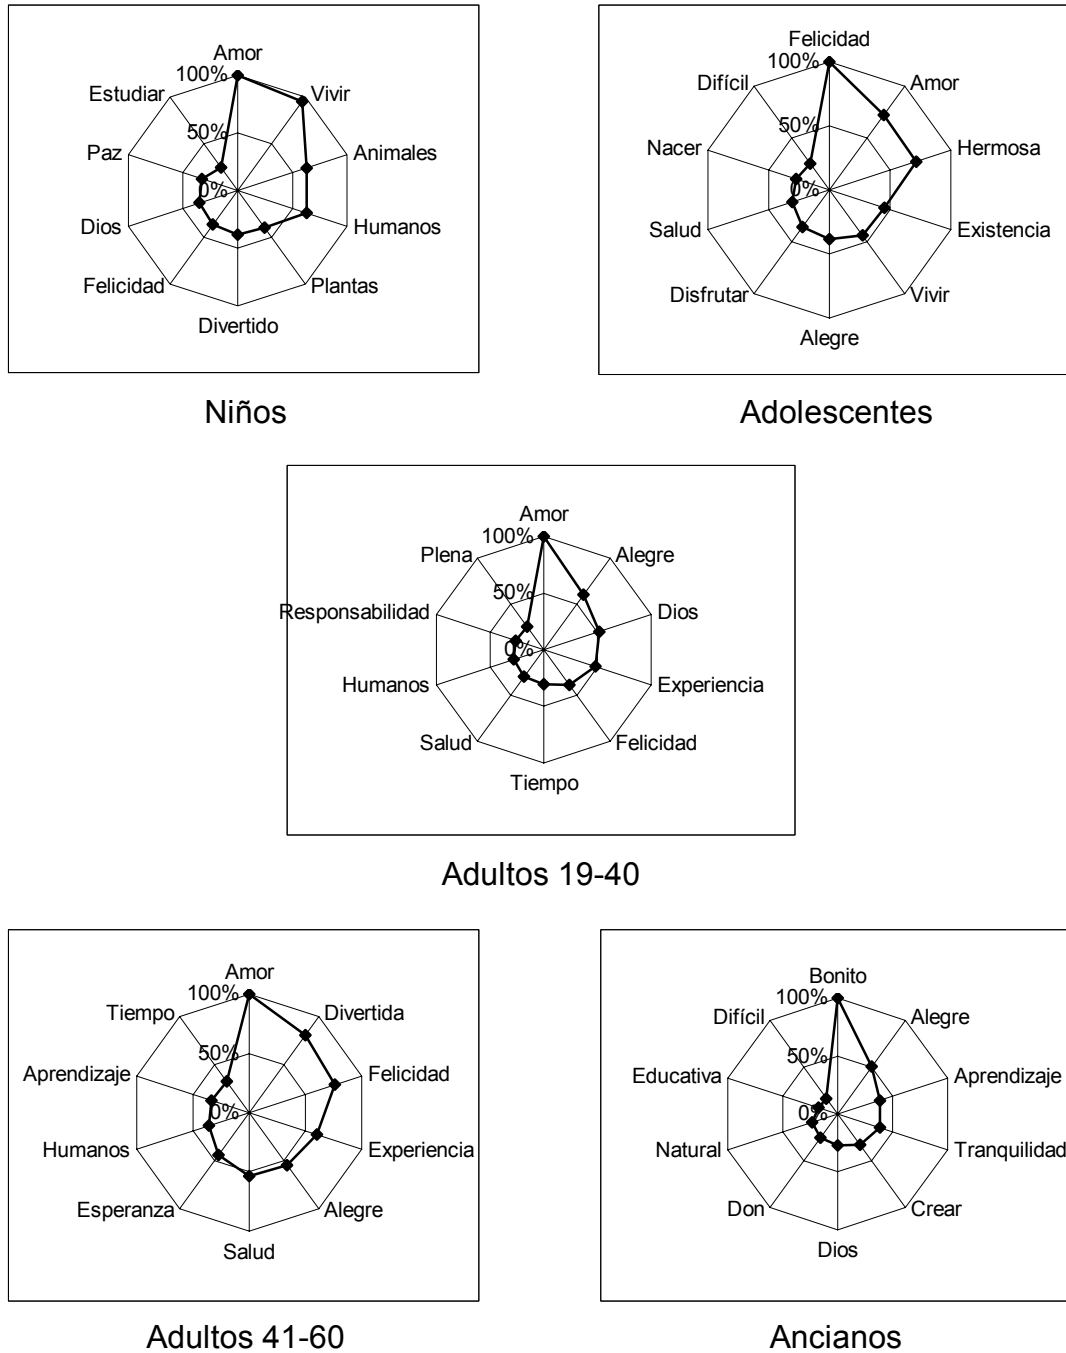 Amor
100%
Estudiar
Vivir
50%
Paz
Animales
0%
Dios
Humanos
Felicidad
Plantas
Divertido
Niños
Felicidad
100%
Difícil
Amor
50%
Nacer
Hermosa
0%
Salud
Existencia
Disfrutar
Vivir
Alegre
Adolescentes
Amor
100%
Plena
Alegre
50%
Responsabilidad
Dios
0%
Humanos
Experiencia
Salud
Felicidad
Tiempo
Adultos 19-40
Amor
100%
Tiempo
Divertida
50%
Aprendizaje
Felicidad
0%
Humanos
Experiencia
Esperanza
Alegre
Salud
Adultos 41-60
Bonito
100%
Difícil
Alegre
50%
Educativa
Aprendizaje
0%
Natural
Tranquilidad
Don
Crear
Dios
Ancianos